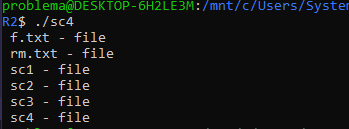 problema@DESKTOP-6H2LE3M:/mnt/c/Users/System
R2$ ./sc4
f.txt - file
rm.txt - file
sc1 - file
sc2 - file
sc3 - file
sc4 - file